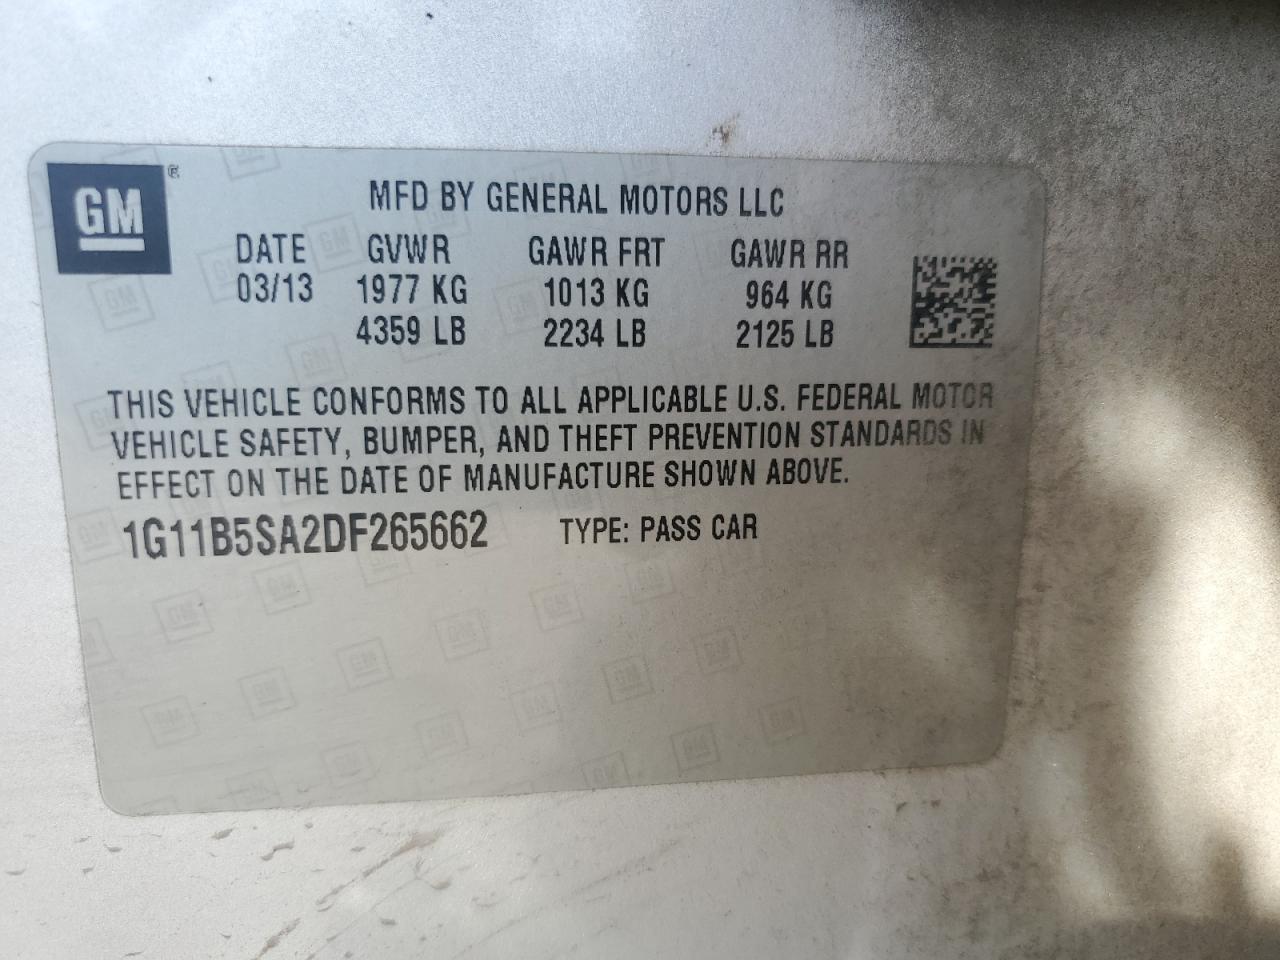 GM®
MFD BY GENERAL MOTORS LLC
DATE GVWR GAWR FRT GAWR RR
03/13 1977 KG 1013 KG 964 KG
4359 LB 2234 LB 2125 LB
THIS VEHICLE CONFORMS TO ALL APPLICABLE U.S. FEDERAL MOTOR
VEHICLE SAFETY, BUMPER, AND THEFT PREVENTION STANDARDS IN
EFFECT ON THE DATE OF MANUFACTURE SHOWN ABOVE.
1G11B5SA2DF265662 TYPE: PASS CAR